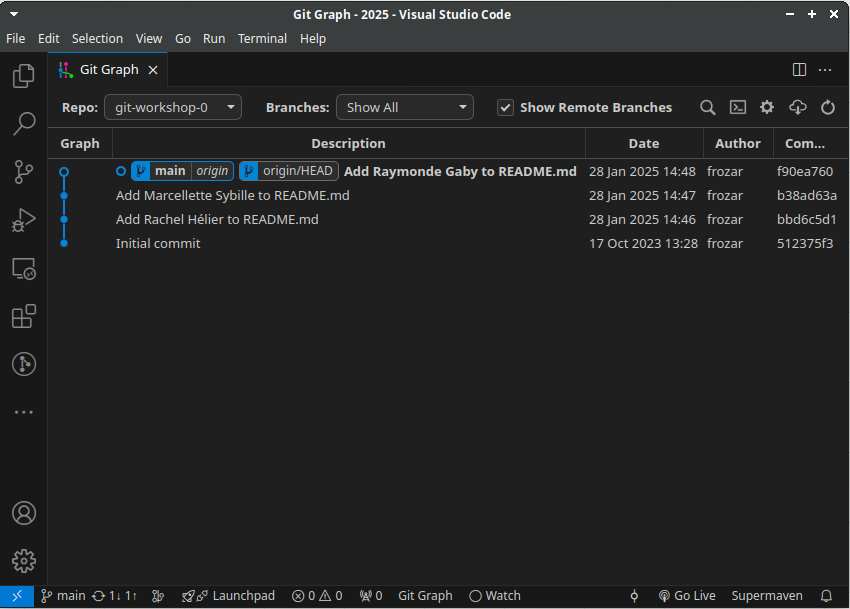 Git Graph - 2025 - Visual Studio Code
File Edit Selection View Go Run Terminal Help
Git Graph
Repo: git-workshop-0 Branches: Show All Show Remote Branches
Graph Description Date Author Com...
main origin origin/HEAD Add Raymonde Gaby to README.md 28 Jan 2025 14:48 frozar f90ea760
Add Marcellette Sybille to README.md 28 Jan 2025 14:47 frozar b38ad63a
Add Rachel Hélier to README.md 28 Jan 2025 14:46 frozar bbd6c5d1
Initial commit 17 Oct 2023 13:28 frozar 512375f3
main 1↓ 1↑ Launchpad 0 0 0 Git Graph Watch Go Live Supermaven